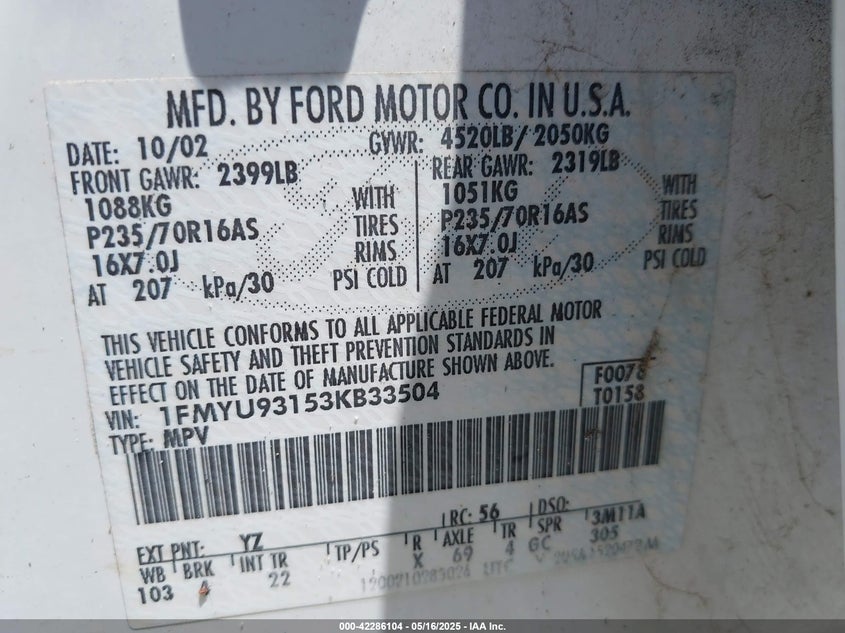 MFD. BY FORD MOTOR CO. IN U.S.A.
DATE: 10/02 GVWR: 4520LB/ 2050KG
FRONT GAWR: 2399LB REAR GAWR: 2319LB
1088KG WITH 1051KG WITH
P235/70R16AS TIRES P235/70R16AS TIRES
16X7.0J RIMS 16X7.0J RIMS
AT 207 kPa/30 PSI COLD AT 207 kPa/30 PSI COLD
THIS VEHICLE CONFORMS TO ALL APPLICABLE FEDERAL MOTOR
VEHICLE SAFETY AND THEFT PREVENTION STANDARDS IN
EFFECT ON THE DATE OF MANUFACTURE SHOWN ABOVE.
VIN: 1FMYU93153KB33504 F0078
TYPE: MPV T0158
EXT PNT: YZ RC: 56 DSO: 3M11A
WB BRK INT TR TP/PS R AXLE TR SPR 305
103 4 22 X 69 4 GC
000-42286104 - 05/16/2025 - IAA Inc.